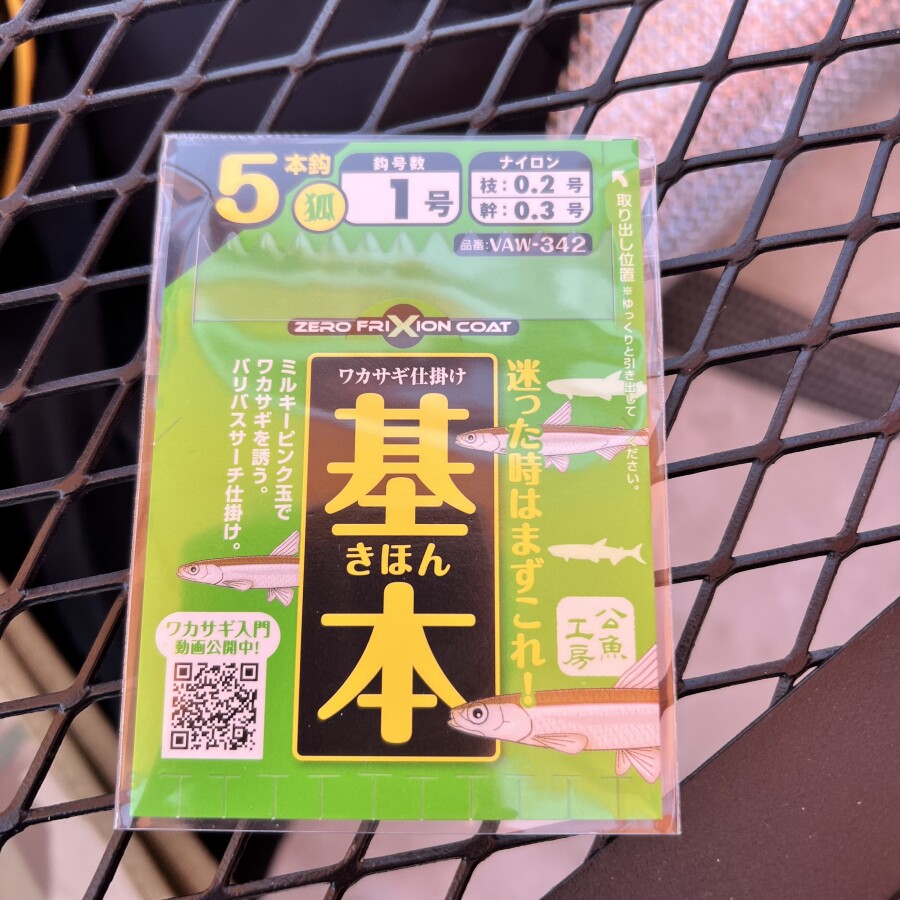 5本鈎
狐
鈎号数
1号
ナイロン
枝:0.2号
幹:0.3号
品番:VAW-342
取り出し位置
※ゆっくりと引き出してください。
ZERO FRIXION COAT
迷った時はまずこれ!
ワカサギ仕掛け
基
きほん
本
ミルキーピンク玉で
ワカサギを誘う。
バリバスサーチ仕掛け。
公魚
工房
ワカサギ入門
動画公開中!